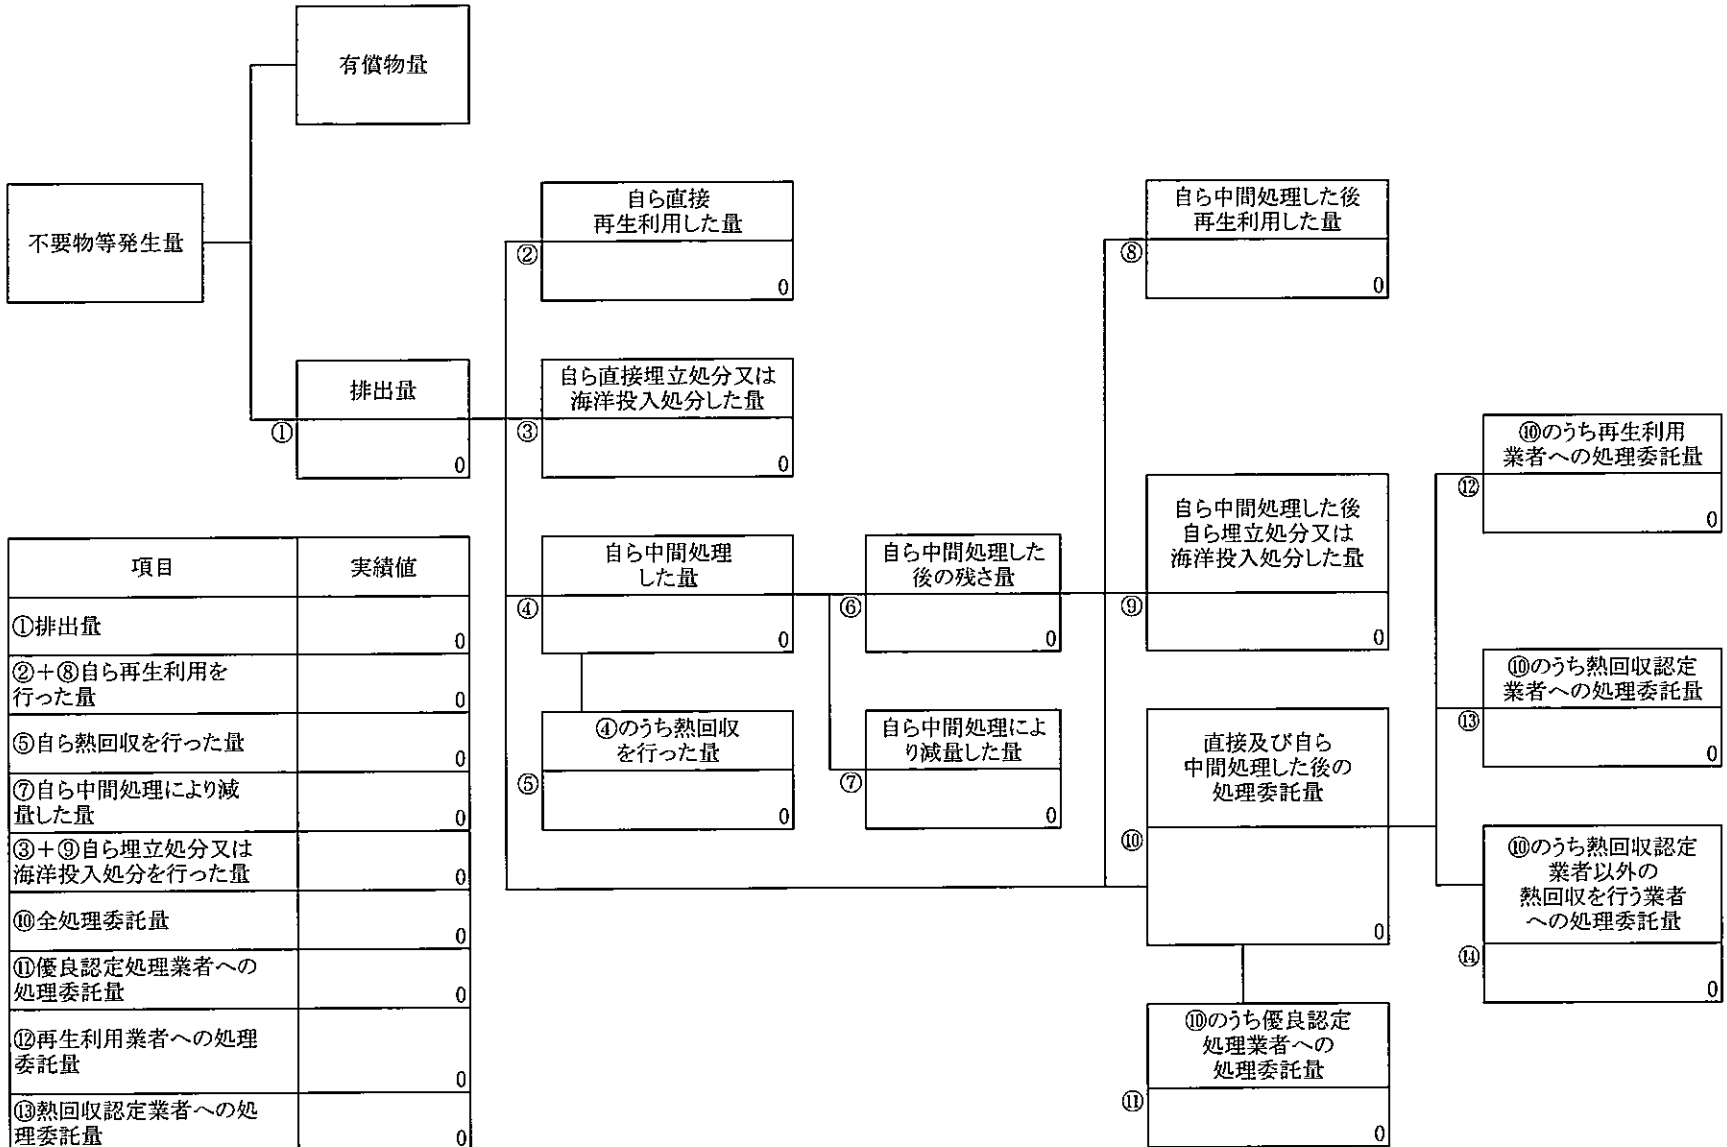 有償物量
不要物等発生量
自ら直接
再生利用した量
②
0
自ら中間処理した後
再生利用した量
⑧
0
排出量
①
0
自ら直接埋立処分又は
海洋投入処分した量
③
0
⑩のうち再生利用
業者への処理委託量
⑫
0
自ら中間処理した後
自ら埋立処分又は
海洋投入処分した量
⑨
0
自ら中間処理
した量
④
0
自ら中間処理した
後の残さ量
⑥
0
⑩のうち熱回収認定
業者への処理委託量
⑬
0
④のうち熱回収
を行った量
⑤
0
自ら中間処理によ
り減量した量
⑦
0
直接及び自ら
中間処理した後の
処理委託量
⑩
0
⑩のうち熱回収認定
業者以外の
熱回収を行う業者
への処理委託量
⑭
0
⑩のうち優良認定
処理業者への
処理委託量
⑪
0
項目 実績値
①排出量
0
②+⑧自ら再生利用を
行った量 0
⑤自ら熱回収を行った量
0
⑦自ら中間処理により減
量した量 0
③+⑨自ら埋立処分又は
海洋投入処分を行った量 0
⑩全処理委託量
0
⑪優良認定処理業者への
処理委託量 0
⑫再生利用業者への処理
委託量
0
⑬熱回収認定業者への処
理委託量 0